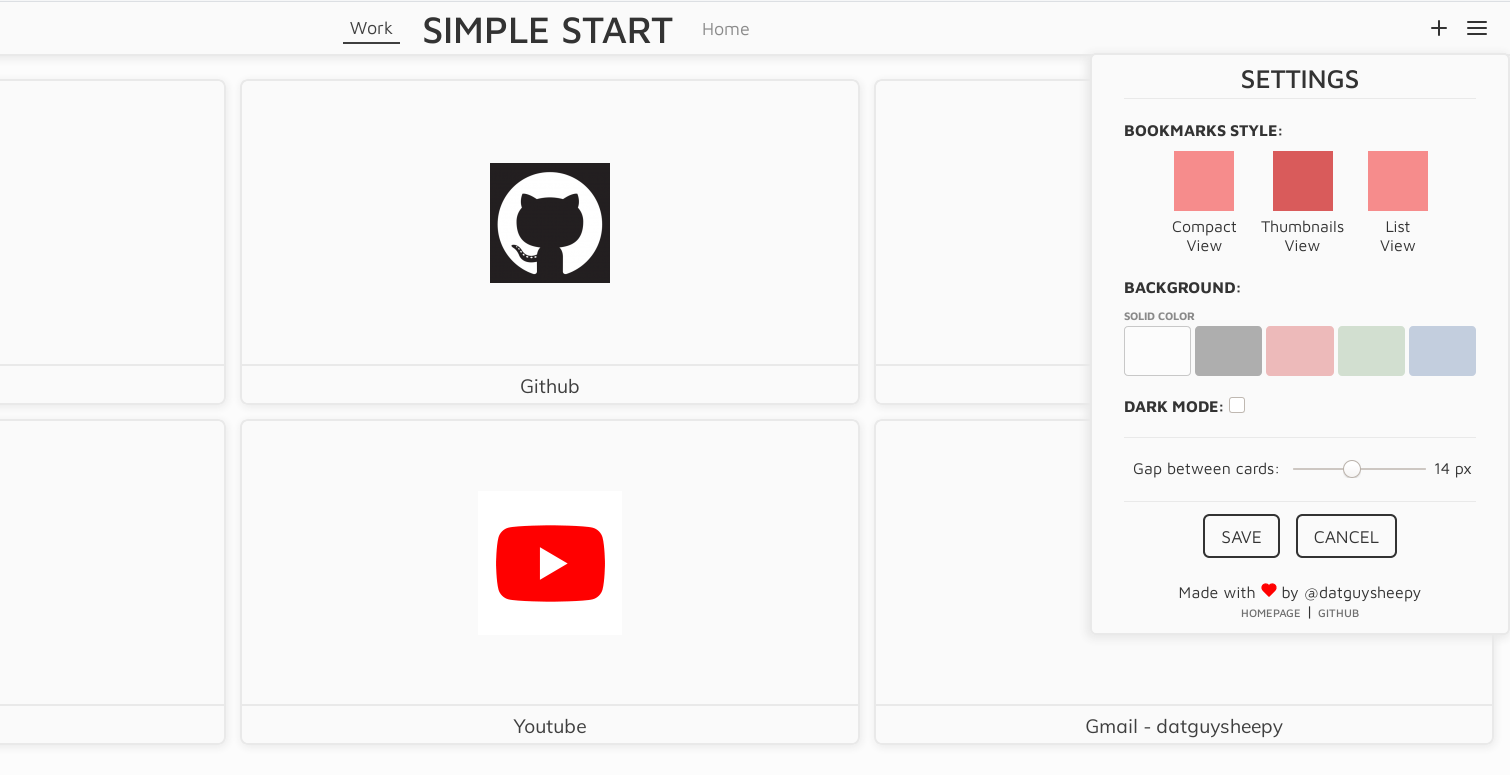 Work SIMPLE START Home
SETTINGS
BOOKMARKS STYLE:
Compact View
Thumbnails View
List View
BACKGROUND:
SOLID COLOR
DARK MODE:
Gap between cards: 14 px
SAVE CANCEL
Made with ❤ by @datguysheepy
HOMEPAGE | GITHUB
Github
Youtube
Gmail - datguysheepy